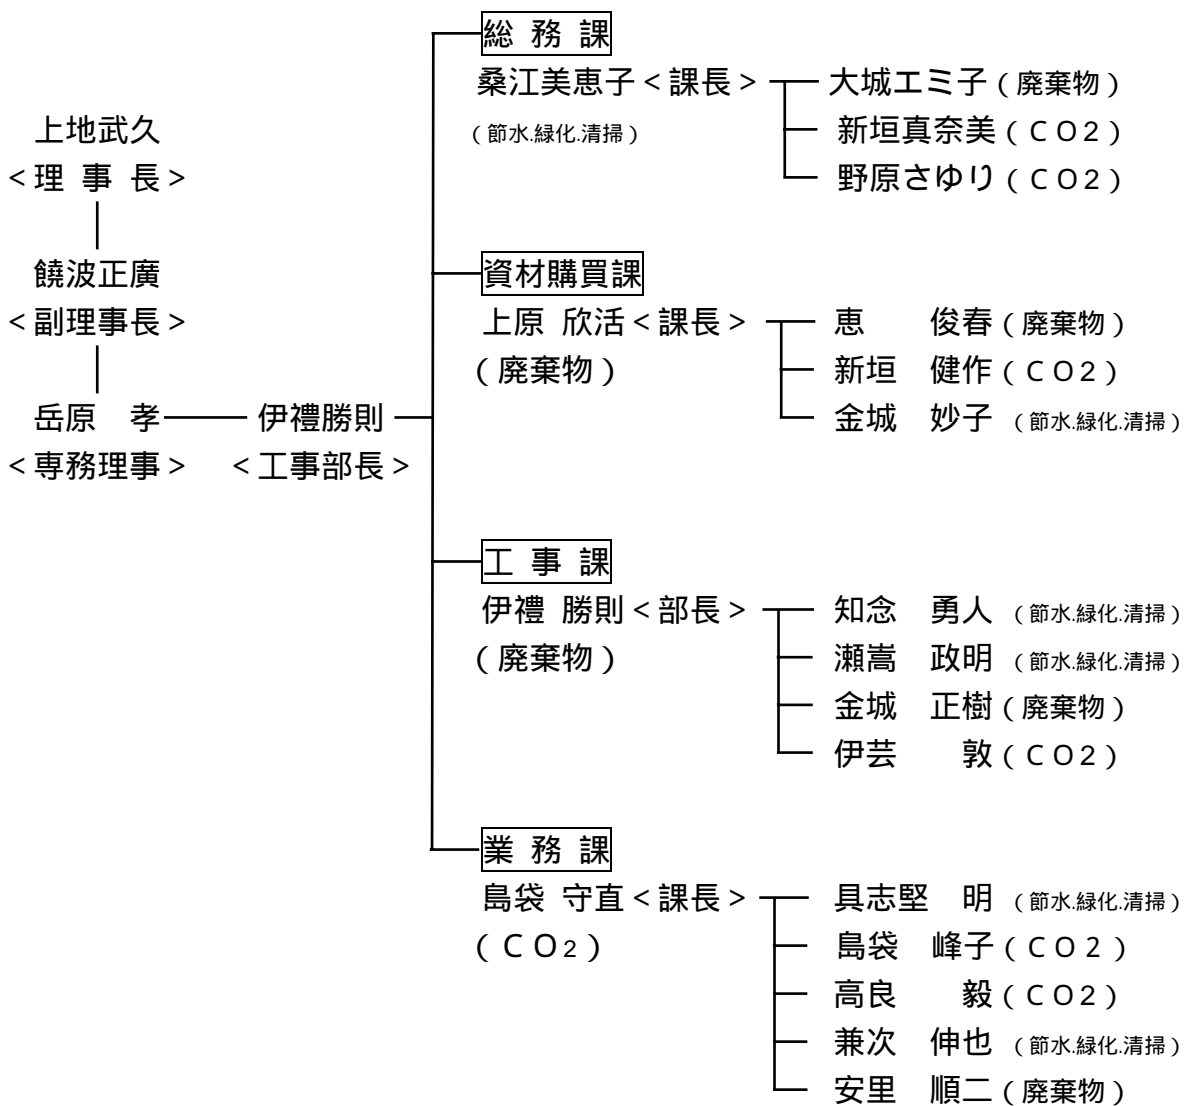 上地武久
<理 事 長>
饒波正廣
<副理事長>
岳原　孝
<専務理事>
伊禮勝則
<工事部長>
総 務 課
桑江美恵子<課長>
(節水.緑化.清掃)
大城エミ子(廃棄物)
新垣真奈美(CO2)
野原さゆり(CO2)
資材購買課
上原 欣活<課長>
(廃棄物)
恵　　俊春(廃棄物)
新垣　健作(CO2)
金城　妙子 (節水.緑化.清掃)
工 事 課
伊禮 勝則<部長>
(廃棄物)
知念　勇人 (節水.緑化.清掃)
瀬嵩　政明 (節水.緑化.清掃)
金城　正樹(廃棄物)
伊芸　　敦(CO2)
業 務 課
島袋 守直<課長>
(CO2)
具志堅　明 (節水.緑化.清掃)
島袋　峰子(CO2)
高良　　毅(CO2)
兼次　伸也 (節水.緑化.清掃)
安里　順二(廃棄物)